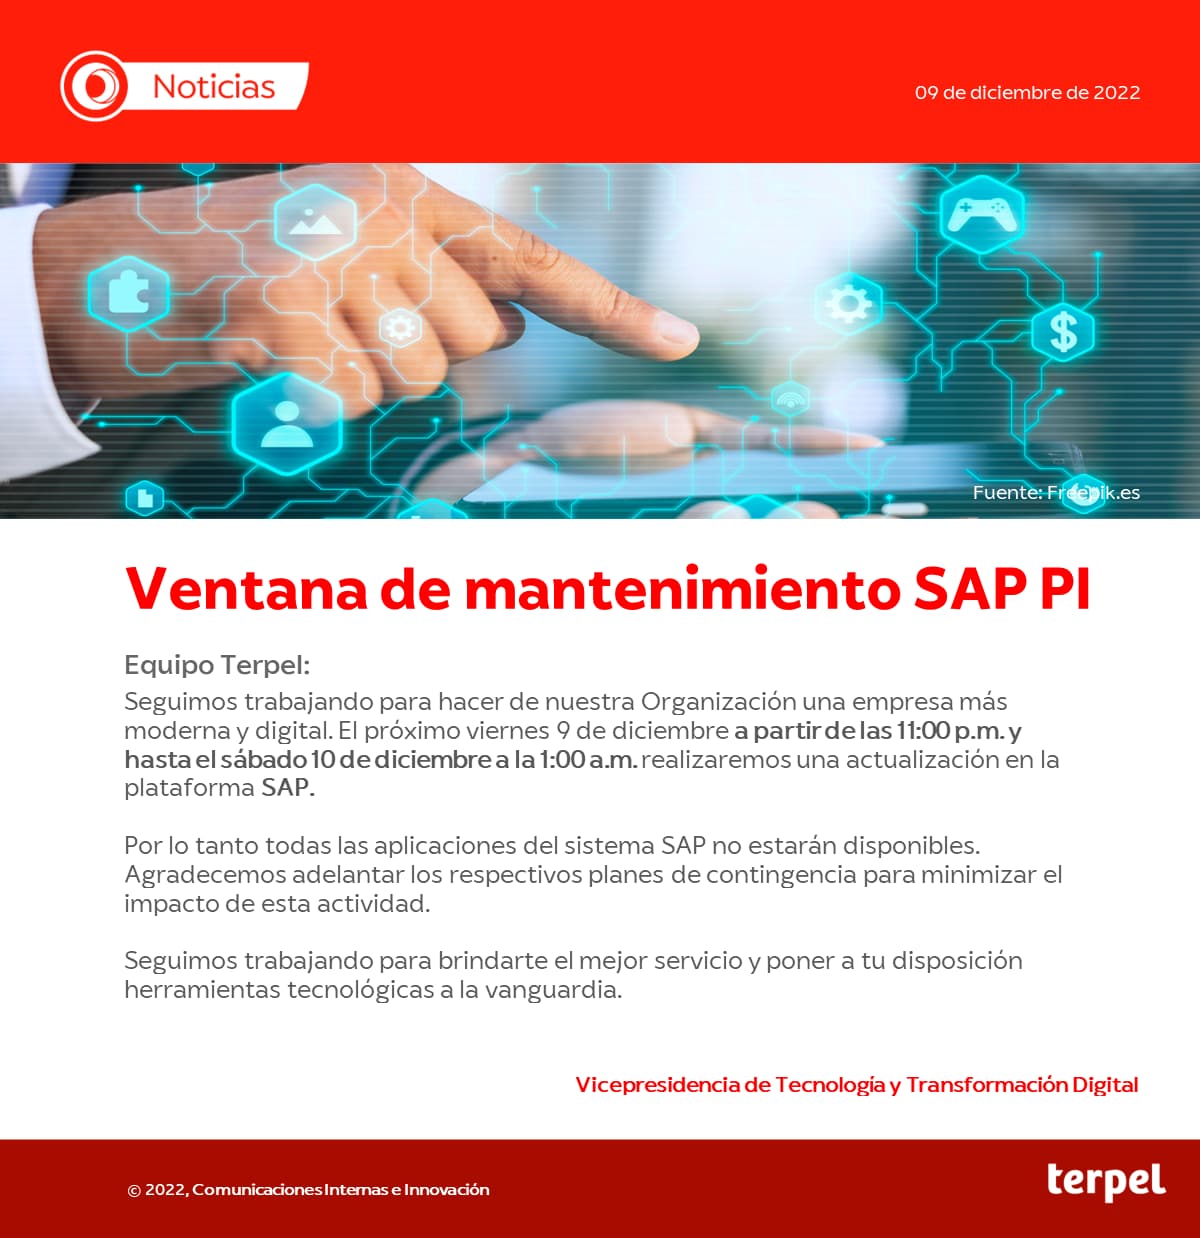 Noticias
09 de diciembre de 2022
Fuente: Freepik.es
Ventana de mantenimiento SAP PI
Equipo Terpel:
Seguimos trabajando para hacer de nuestra Organización una empresa más
moderna y digital. El próximo viernes 9 de diciembre a partir de las 11:00 p.m. y
hasta el sábado 10 de diciembre a la 1:00 a.m. realizaremos una actualización en la
plataforma SAP.
Por lo tanto todas las aplicaciones del sistema SAP no estarán disponibles.
Agradecemos adelantar los respectivos planes de contingencia para minimizar el
impacto de esta actividad.
Seguimos trabajando para brindarte el mejor servicio y poner a tu disposición
herramientas tecnológicas a la vanguardia.
Vicepresidencia de Tecnología y Transformación Digital
© 2022, Comunicaciones Internas e Innovación
terpel